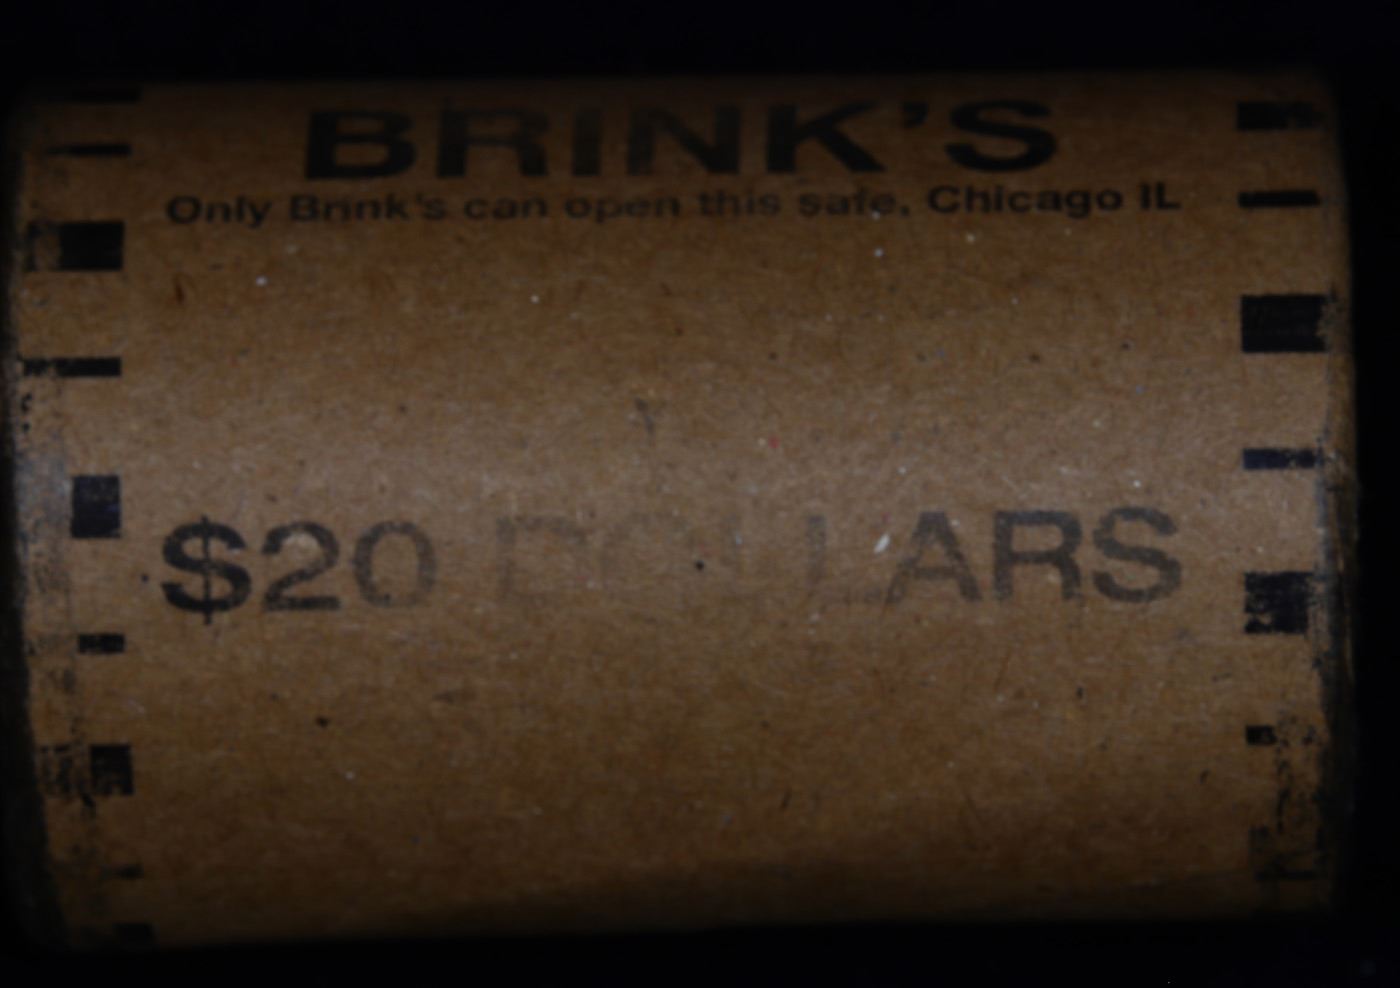 BRINK'S
Only Brink's can open this safe. Chicago IL
$20 DOLLARS